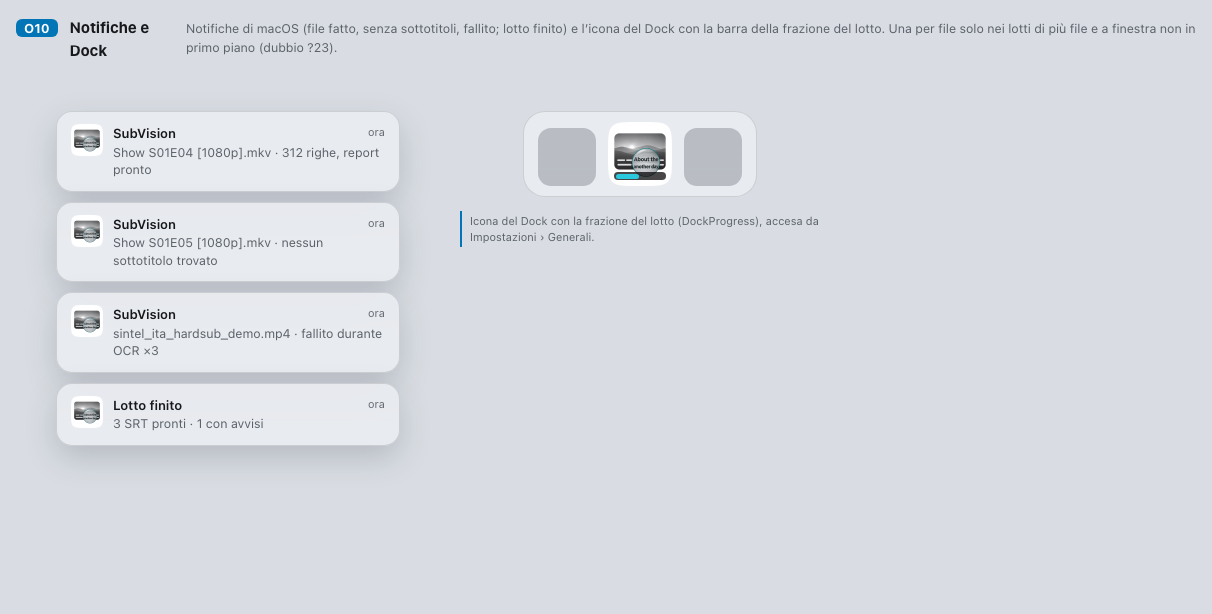 O10
Notifiche e
Dock
Notifiche di macOS (file fatto, senza sottotitoli, fallito; lotto finito) e l'icona del Dock con la barra della frazione del lotto. Una per file solo nei lotti di più file e a finestra non in
primo piano (dubbio ?23).
SubVision
ora
Show S01E04 [1080p].mkv · 312 righe, report
pronto
SubVision
ora
Show S01E05 [1080p].mkv · nessun
sottotitolo trovato
SubVision
ora
sintel_ita_hardsub_demo.mp4 · fallito durante
OCR ×3
Lotto finito
ora
3 SRT pronti · 1 con avvisi
About the
another day
Icona del Dock con la frazione del lotto (DockProgress), accesa da
Impostazioni › Generali.